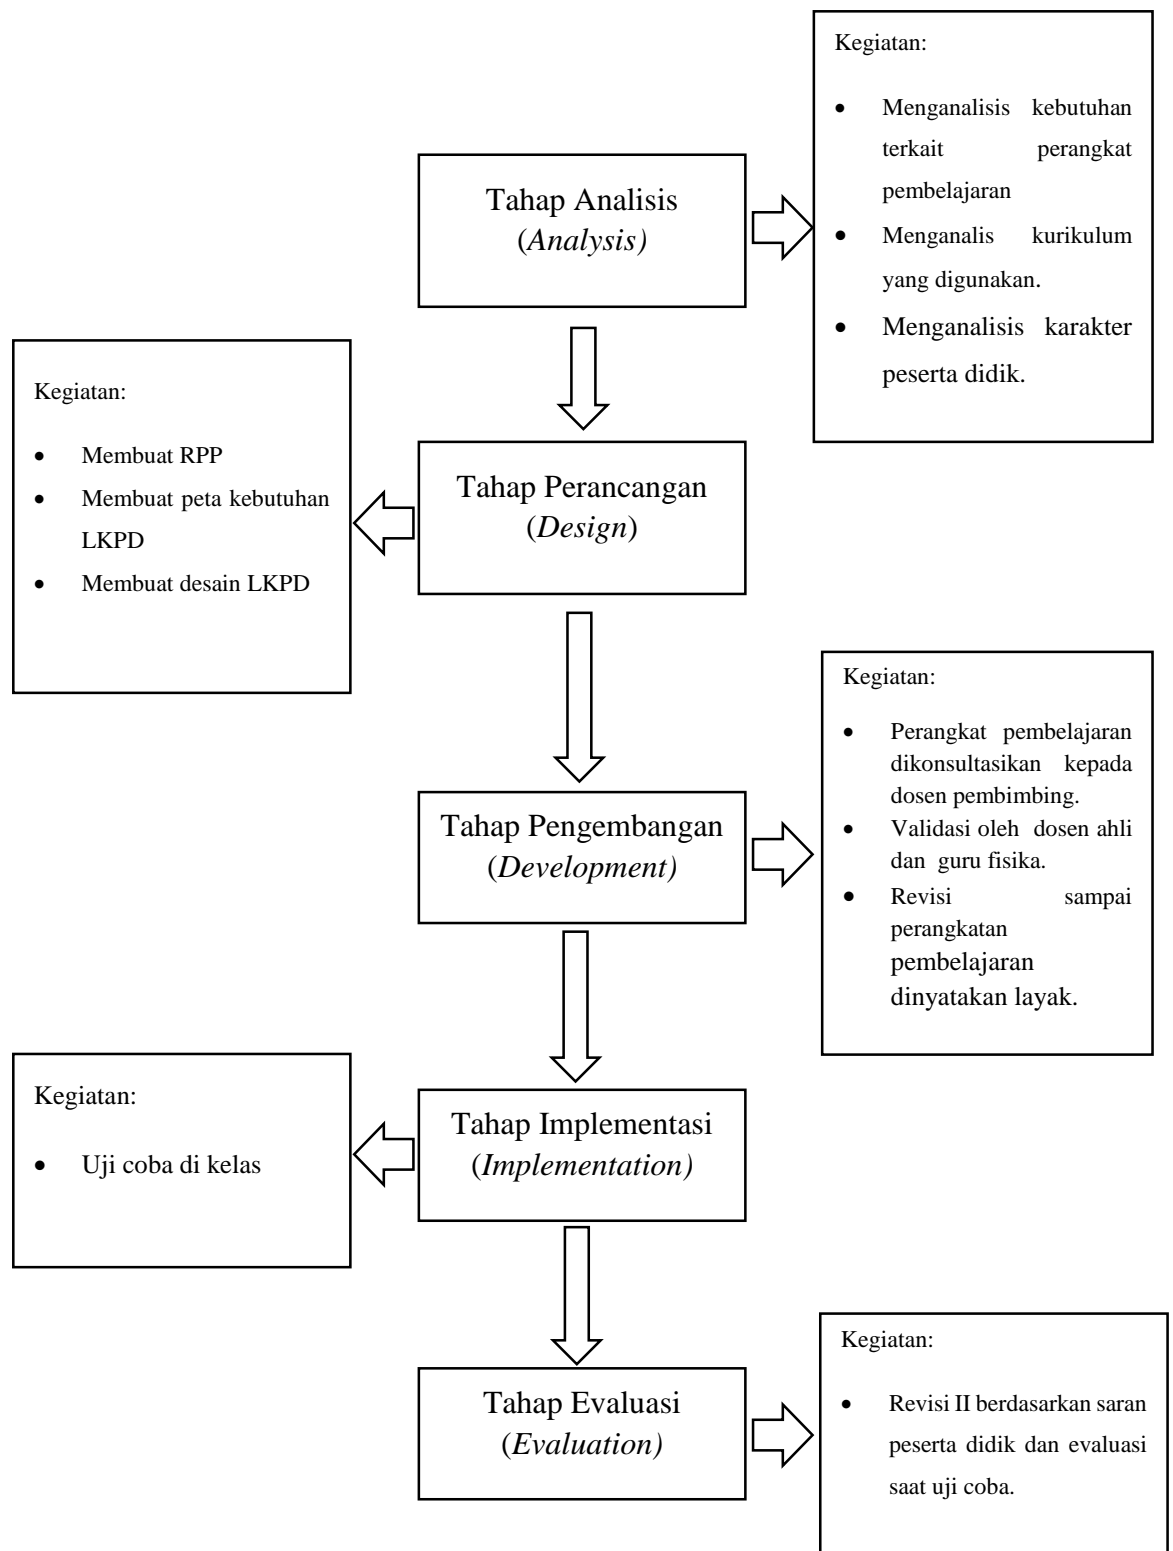 Kegiatan:
• Menganalisis kebutuhan
terkait perangkat
pembelajaran
• Menganalis kurikulum
yang digunakan.
• Menganalisis karakter
peserta didik.
Tahap Analisis
(Analysis)
Kegiatan:
• Membuat RPP
• Membuat peta kebutuhan
LKPD
• Membuat desain LKPD
Tahap Perancangan
(Design)
Kegiatan:
• Perangkat pembelajaran
dikonsultasikan kepada
dosen pembimbing.
• Validasi oleh dosen ahli
dan guru fisika.
• Revisi sampai
perangkatan
pembelajaran
dinyatakan layak.
Tahap Pengembangan
(Development)
Kegiatan:
• Uji coba di kelas
Tahap Implementasi
(Implementation)
Kegiatan:
• Revisi II berdasarkan saran
peserta didik dan evaluasi
saat uji coba.
Tahap Evaluasi
(Evaluation)